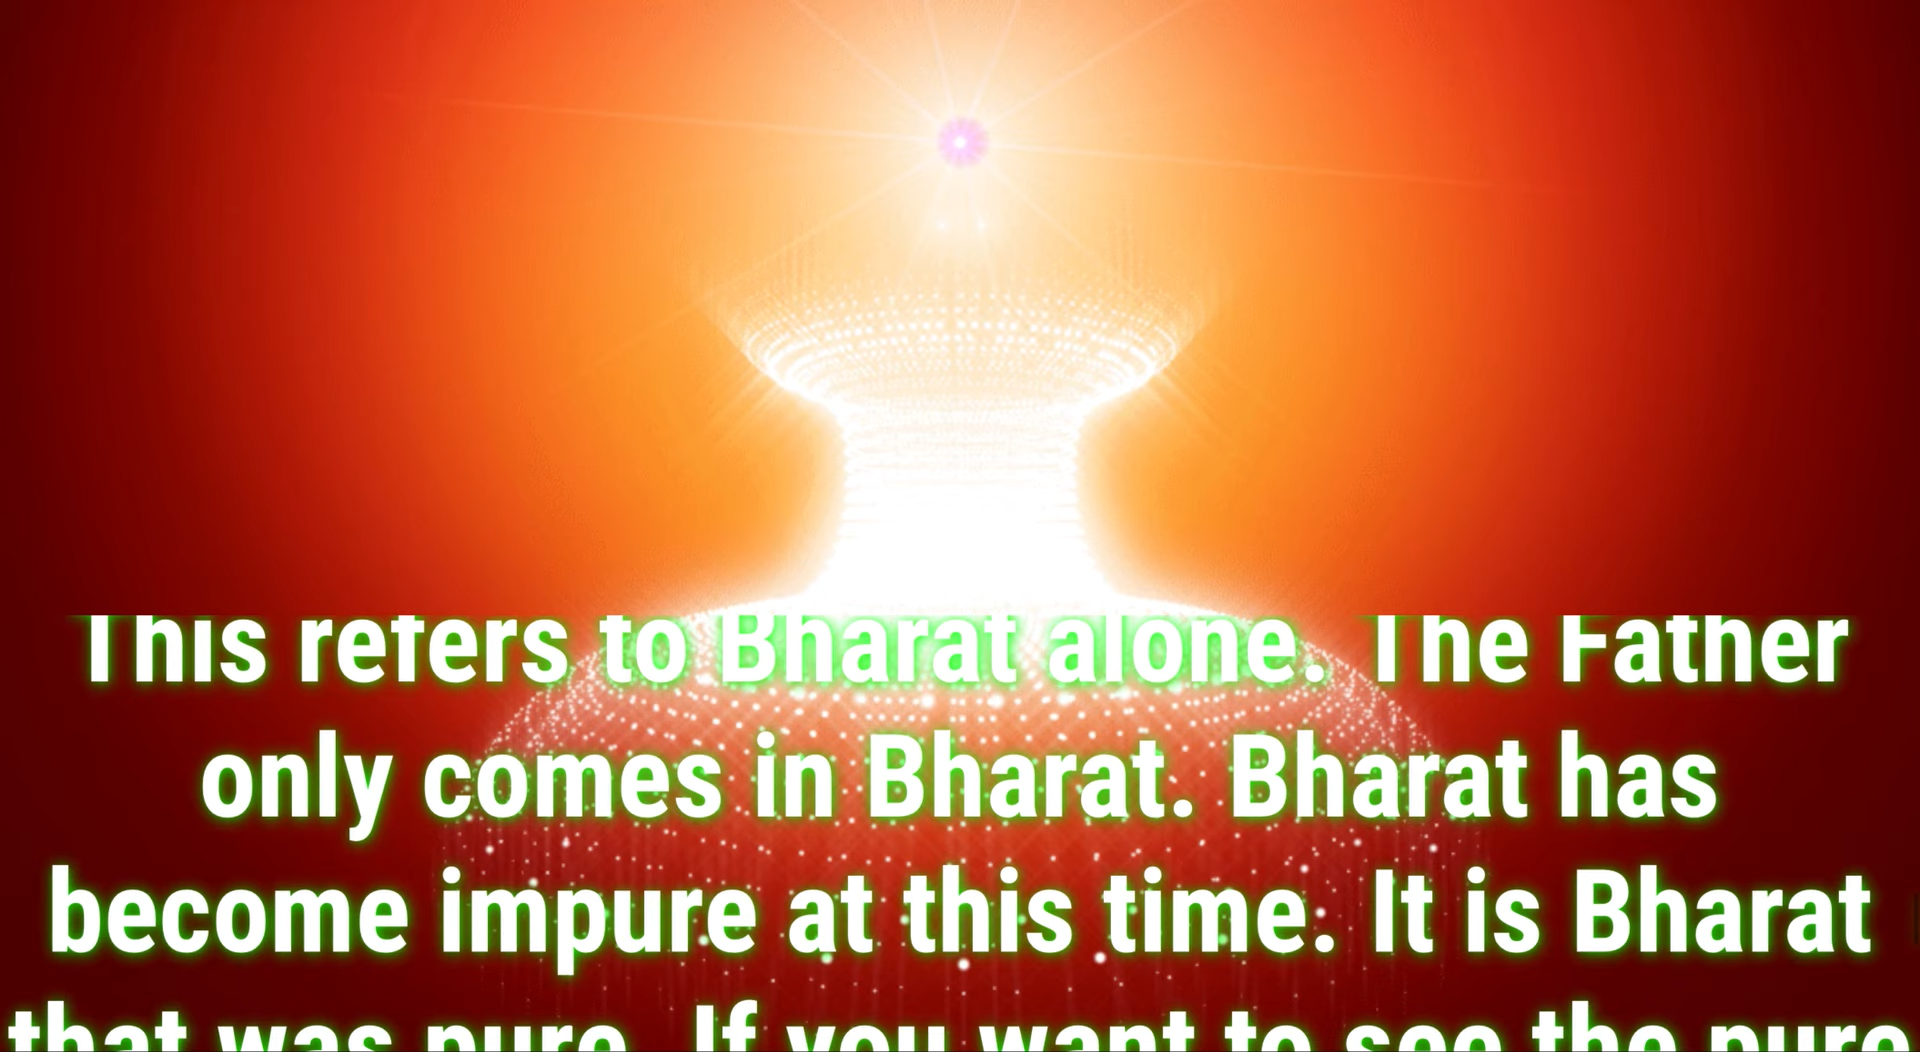 This refers to Bharat alone. The Father
only comes in Bharat. Bharat has
become impure at this time. It is Bharat
that was pure. If you want to see the pure